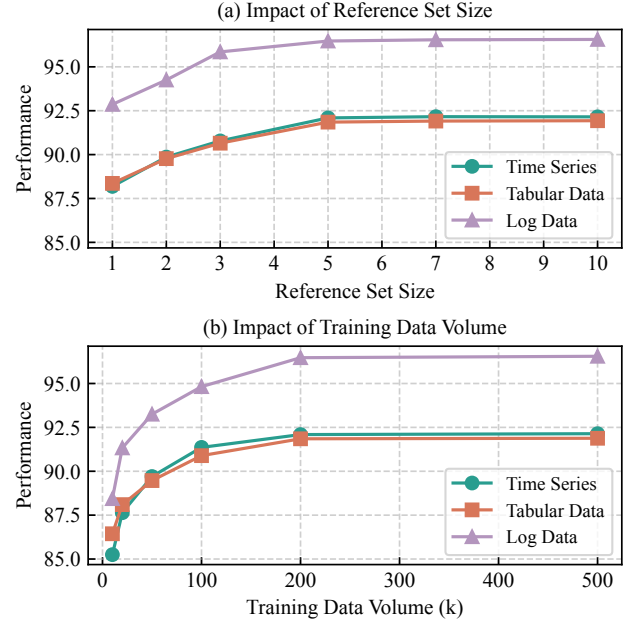 (a) Impact of Reference Set Size
Performance
95.0
92.5
90.0
87.5
85.0
Time Series
Tabular Data
Log Data
1 2 3 4 5 6 7 8 9 10
Reference Set Size
(b) Impact of Training Data Volume
Performance
95.0
92.5
90.0
87.5
85.0
Time Series
Tabular Data
Log Data
0 100 200 300 400 500
Training Data Volume (k)